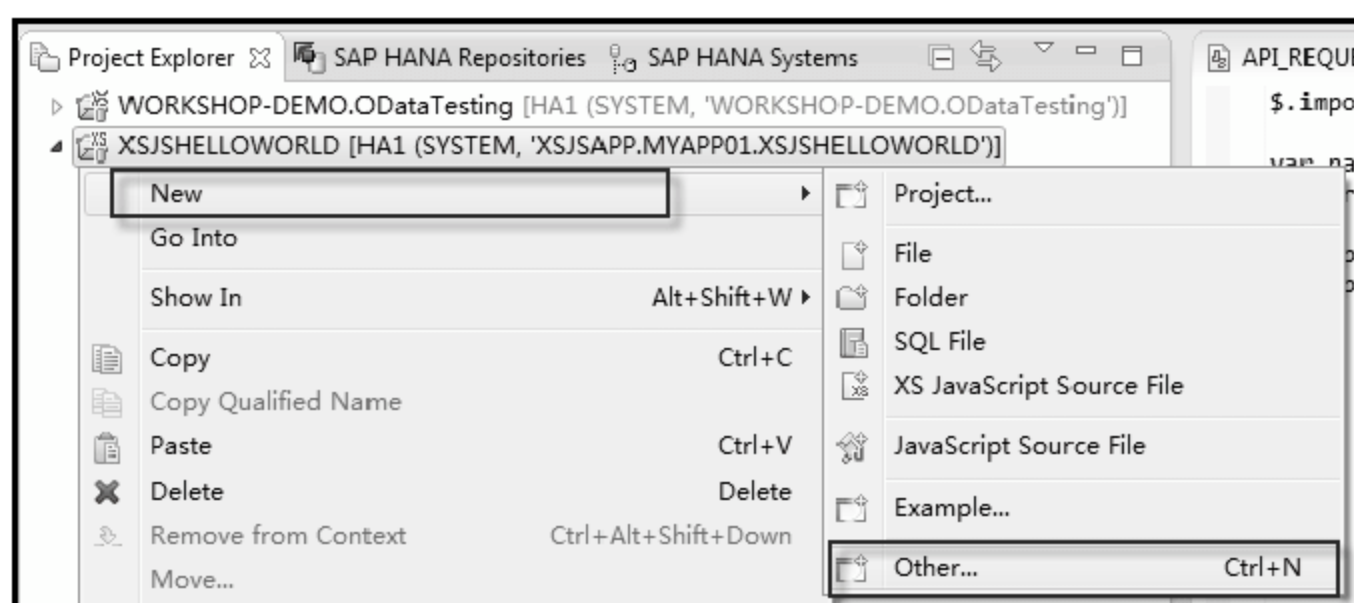 Project Explorer SAP HANA Repositories SAP HANA Systems
API_REQUE
WORKSHOP-DEMO.ODataTesting [HA1 (SYSTEM, 'WORKSHOP-DEMO.ODataTesting')]
$.impo
XSJSHELLOWORLD [HA1 (SYSTEM, 'XSJSAPP.MYAPP01.XSJSHELLOWORLD')]
var na
New
Go Into
Show In Alt+Shift+W
Copy Ctrl+C
Copy Qualified Name
Paste Ctrl+V
Delete Delete
Remove from Context Ctrl+Alt+Shift+Down
Move...
Project...
File
Folder
SQL File
XS JavaScript Source File
JavaScript Source File
Example...
Other... Ctrl+N